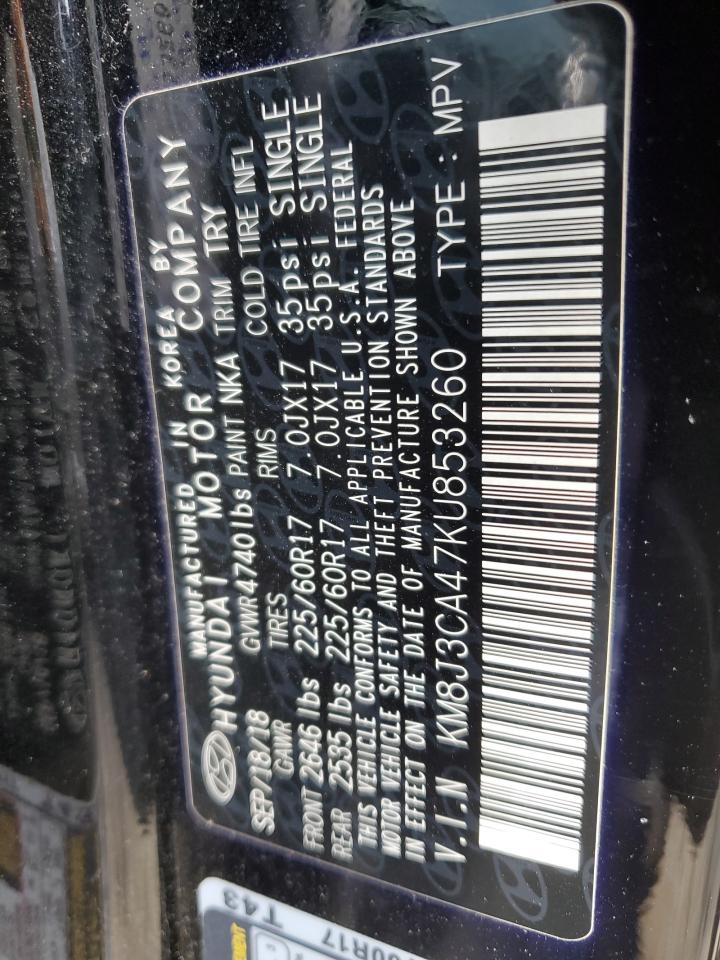 MANUFACTURED IN KOREA BY
HYUNDAI MOTOR COMPANY
SEP/18/18 GVWR 4740lbs PAINT NKA TRIM TRY
GAWR TIRES RIMS COLD TIRE INFL
FRONT 2646 lbs 225/60R17 7.0JX17 35psi SINGLE
REAR 2535 lbs 225/60R17 7.0JX17 35psi SINGLE
THIS VEHICLE CONFORMS TO ALL APPLICABLE U.S.A. FEDERAL
MOTOR VEHICLE SAFETY AND THEFT PREVENTION STANDARDS
IN EFFECT ON THE DATE OF MANUFACTURE SHOWN ABOVE
V.I.N KM8J3CA47KU853260 TYPE : MPV
T43